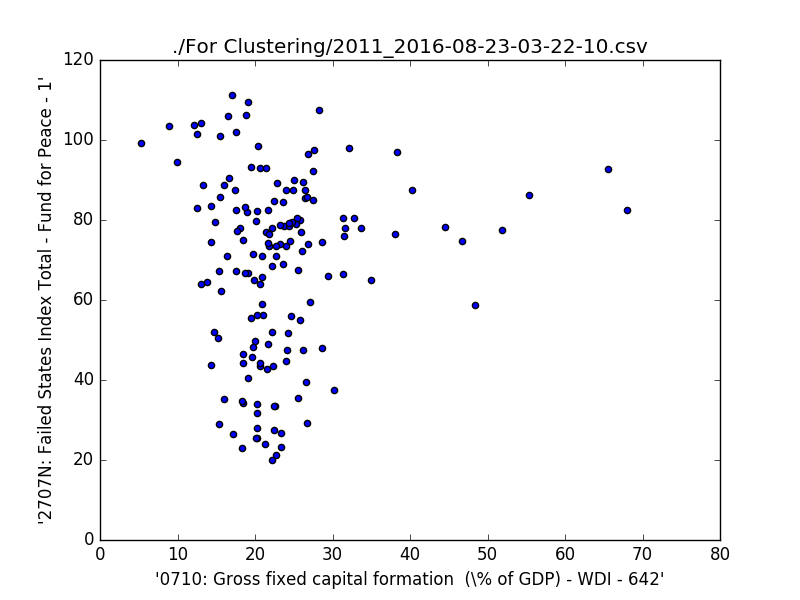 ./For Clustering/2011_2016-08-23-03-22-10.csv
120
100
80
60
40
20
0
'2707N: Failed States Index Total - Fund for Peace - 1'
0 10 20 30 40 50 60 70 80
'0710: Gross fixed capital formation  (\% of GDP) - WDI - 642'